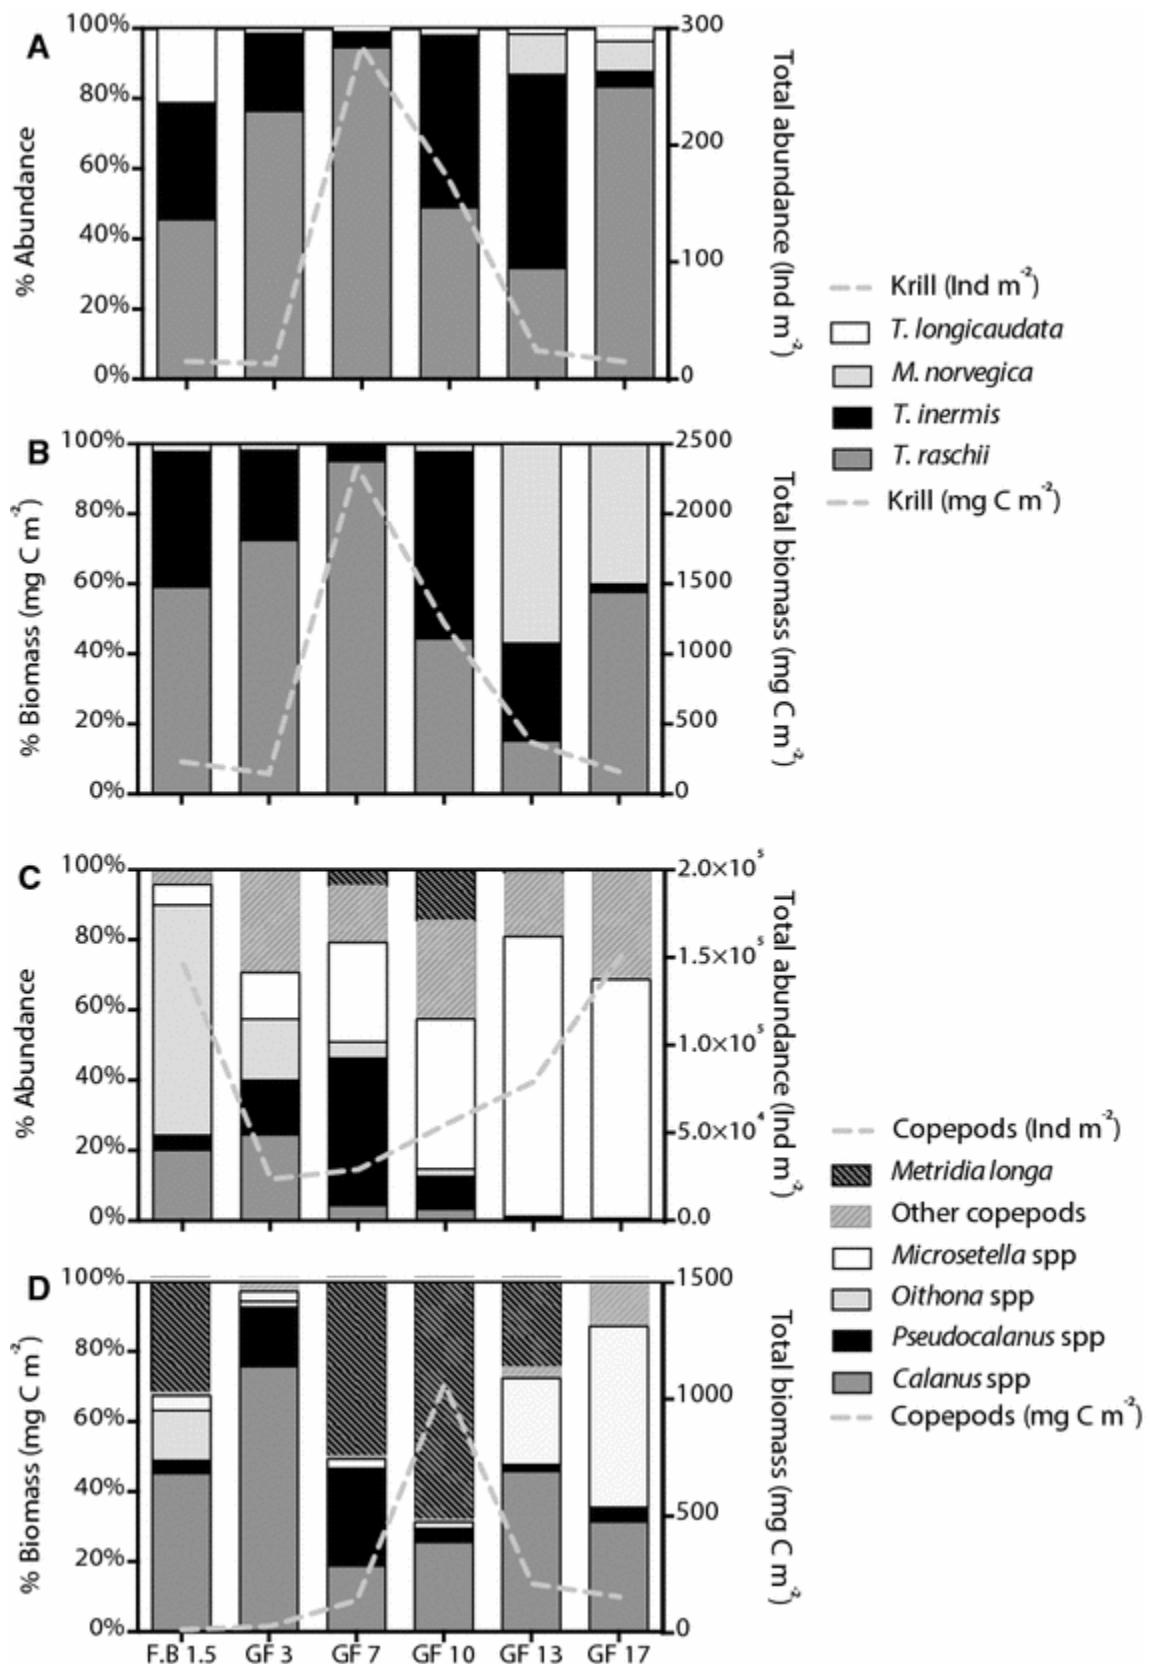 A
% Abundance
100%
80%
60%
40%
20%
0%
300
200
100
0
Total abundance (Ind m⁻²)
Krill (Ind m⁻²)
T. longicaudata
M. norvegica
T. inermis
T. raschii
Krill (mg C m⁻²)
B
% Biomass (mg C m⁻²)
100%
80%
60%
40%
20%
0%
2500
2000
1500
1000
500
0
Total biomass (mg C m⁻²)
C
% Abundance
100%
80%
60%
40%
20%
0%
2.0×10⁵
1.5×10⁵
1.0×10⁵
5.0×10⁴
0.0
Total abundance (Ind m⁻²)
Copepods (Ind m⁻²)
Metridia longa
Other copepods
Microsetella spp
Oithona spp
Pseudocalanus spp
Calanus spp
Copepods (mg C m⁻²)
D
% Biomass (mg C m⁻²)
100%
80%
60%
40%
20%
0%
1500
1000
500
0
Total biomass (mg C m⁻²)
F.B 1.5 GF 3 GF 7 GF 10 GF 13 GF 17